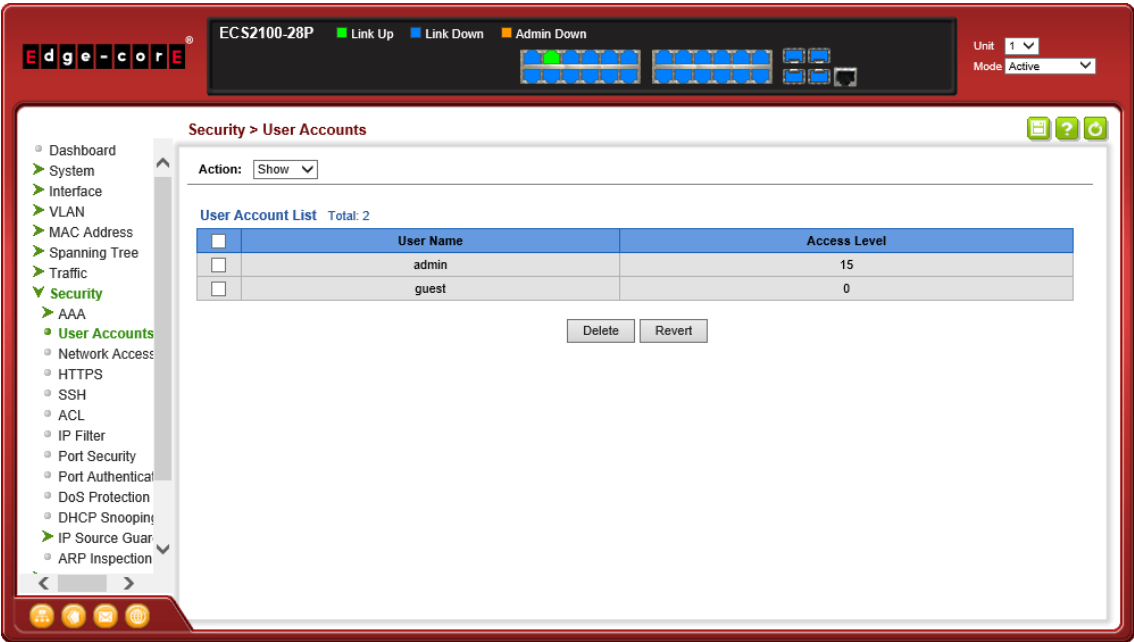 ECS2100-28P Link Up Link Down Admin Down
Edge-corE®
Unit 1
Mode Active
Security > User Accounts
?
Dashboard
System
Interface
VLAN
MAC Address
Spanning Tree
Traffic
Security
AAA
User Accounts
Network Access
HTTPS
SSH
ACL
IP Filter
Port Security
Port Authenticat
DoS Protection
DHCP Snooping
IP Source Guar
ARP Inspection
Action: Show
User Account List Total: 2
User Name Access Level
admin 15
guest 0
Delete Revert